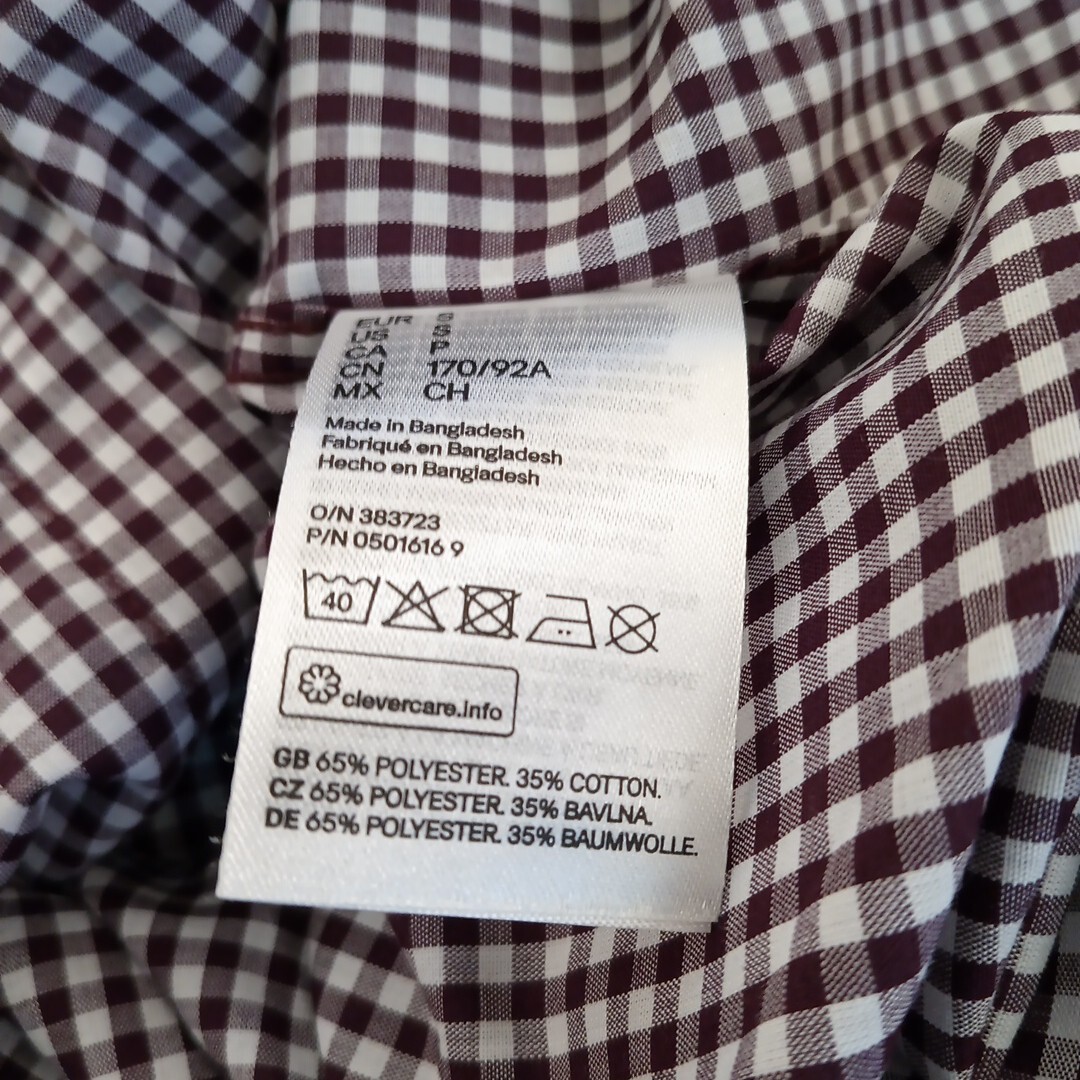 EUR S
US S
CA P
CN 170/92A
MX CH
Made in Bangladesh
Fabriqué en Bangladesh
Hecho en Bangladesh
O/N 383723
P/N 0501616 9
40
clevercare.info
GB 65% POLYESTER. 35% COTTON.
CZ 65% POLYESTER. 35% BAVLNA.
DE 65% POLYESTER. 35% BAUMWOLLE.